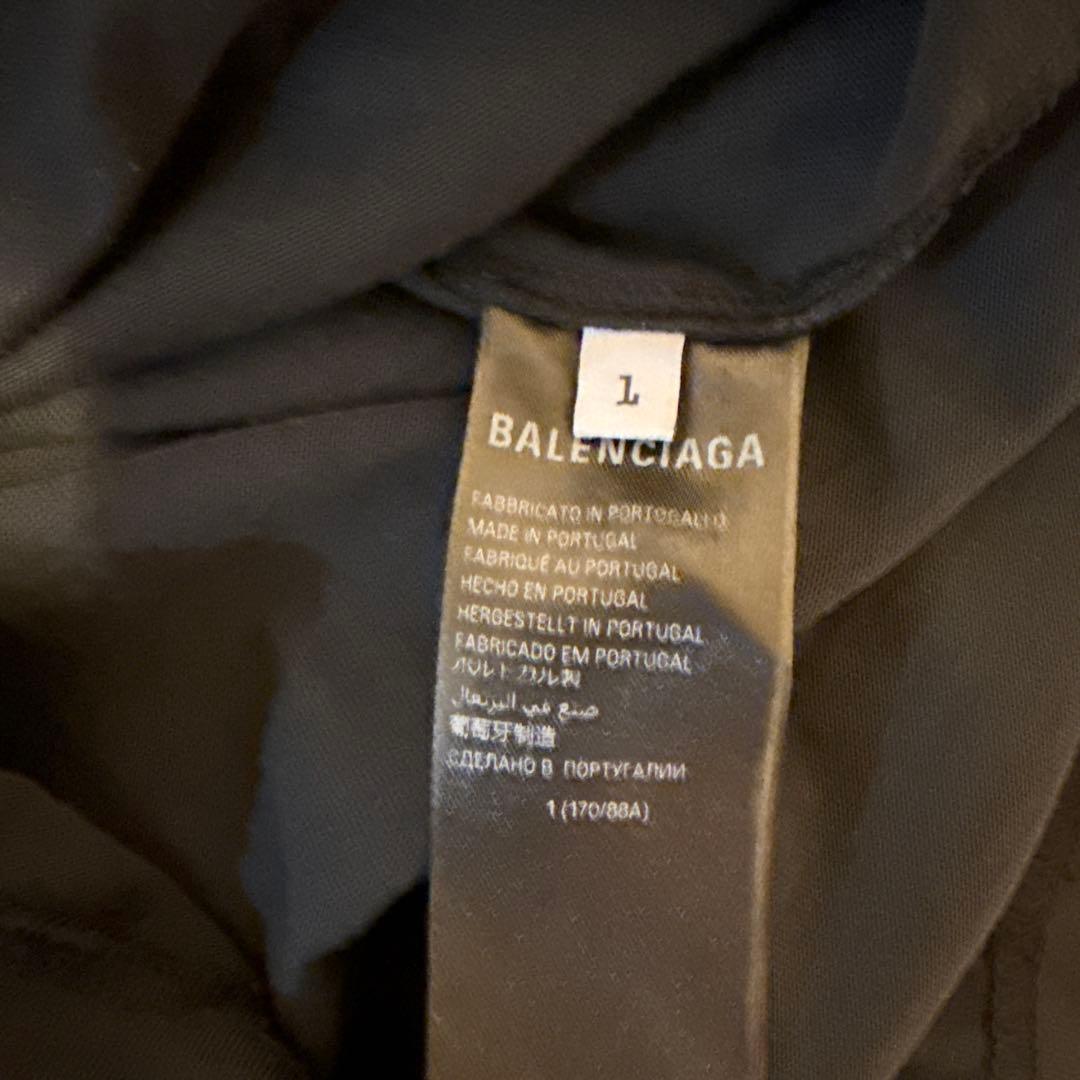 1
BALENCIAGA
FABBRICATO IN PORTOGALLO
MADE IN PORTUGAL
FABRIQUÉ AU PORTUGAL
HECHO EN PORTUGAL
HERGESTELLT IN PORTUGAL
FABRICADO EM PORTUGAL
ポルトガル製
صنع في البرتغال
葡萄牙制造
СДЕЛАНО В ПОРТУГАЛИИ
1 (170/88A)